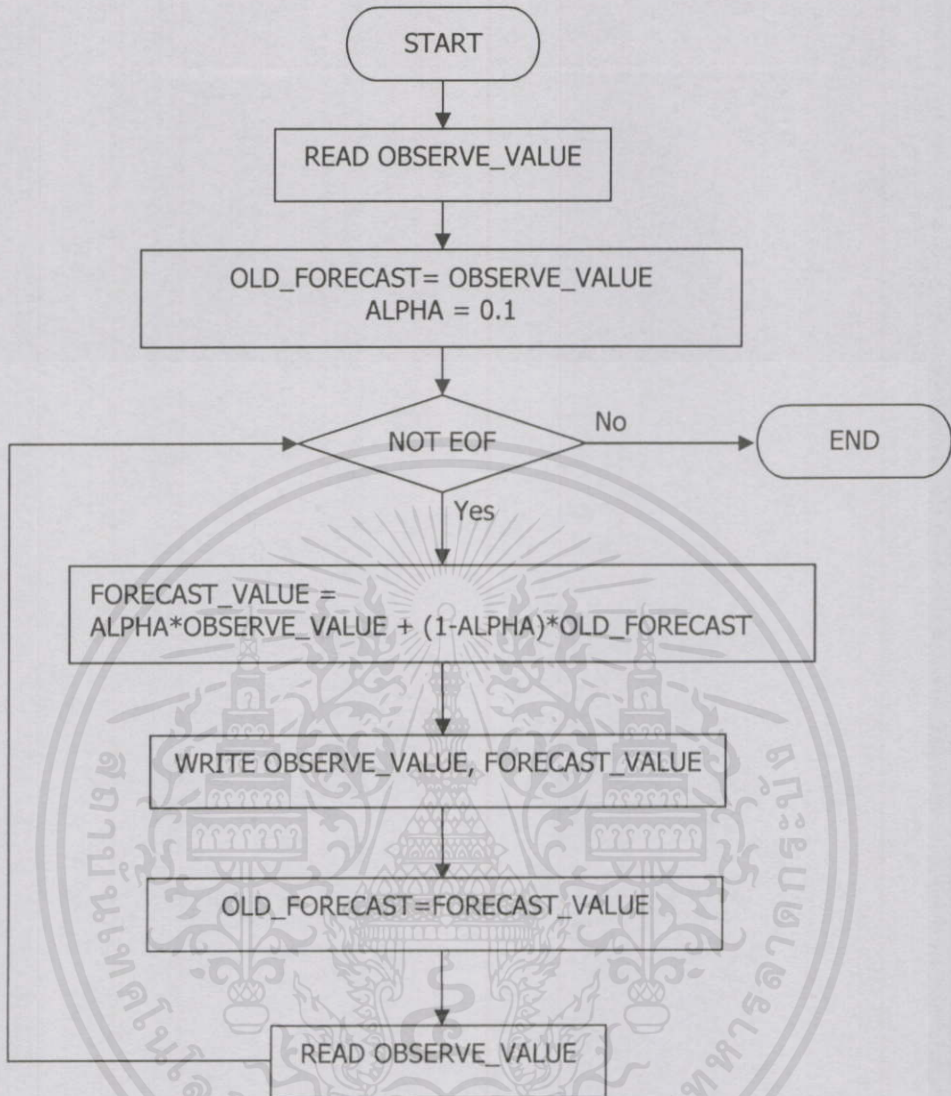 START
READ OBSERVE_VALUE
OLD_FORECAST= OBSERVE_VALUE
ALPHA = 0.1
NOT EOF
No
END
Yes
FORECAST_VALUE =
ALPHA*OBSERVE_VALUE + (1-ALPHA)*OLD_FORECAST
WRITE OBSERVE_VALUE, FORECAST_VALUE
OLD_FORECAST=FORECAST_VALUE
READ OBSERVE_VALUE